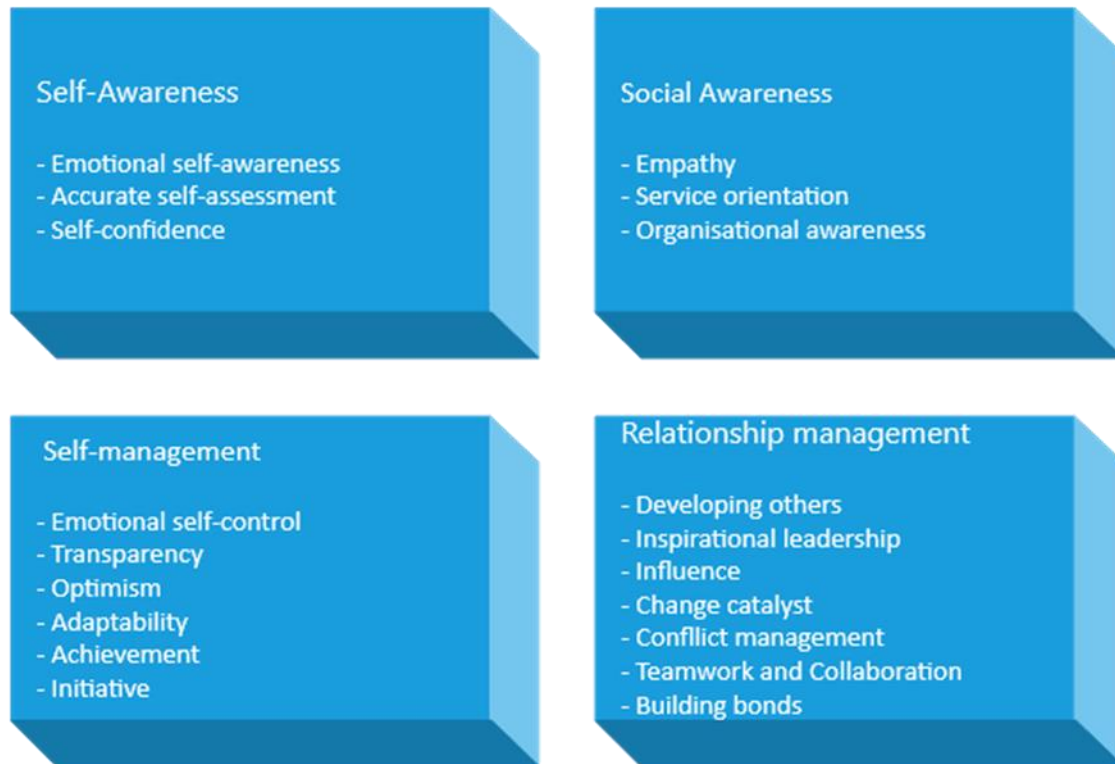 Self-Awareness
- Emotional self-awareness
- Accurate self-assessment
- Self-confidence
Social Awareness
- Empathy
- Service orientation
- Organisational awareness
Self-management
- Emotional self-control
- Transparency
- Optimism
- Adaptability
- Achievement
- Initiative
Relationship management
- Developing others
- Inspirational leadership
- Influence
- Change catalyst
- Confllict management
- Teamwork and Collaboration
- Building bonds